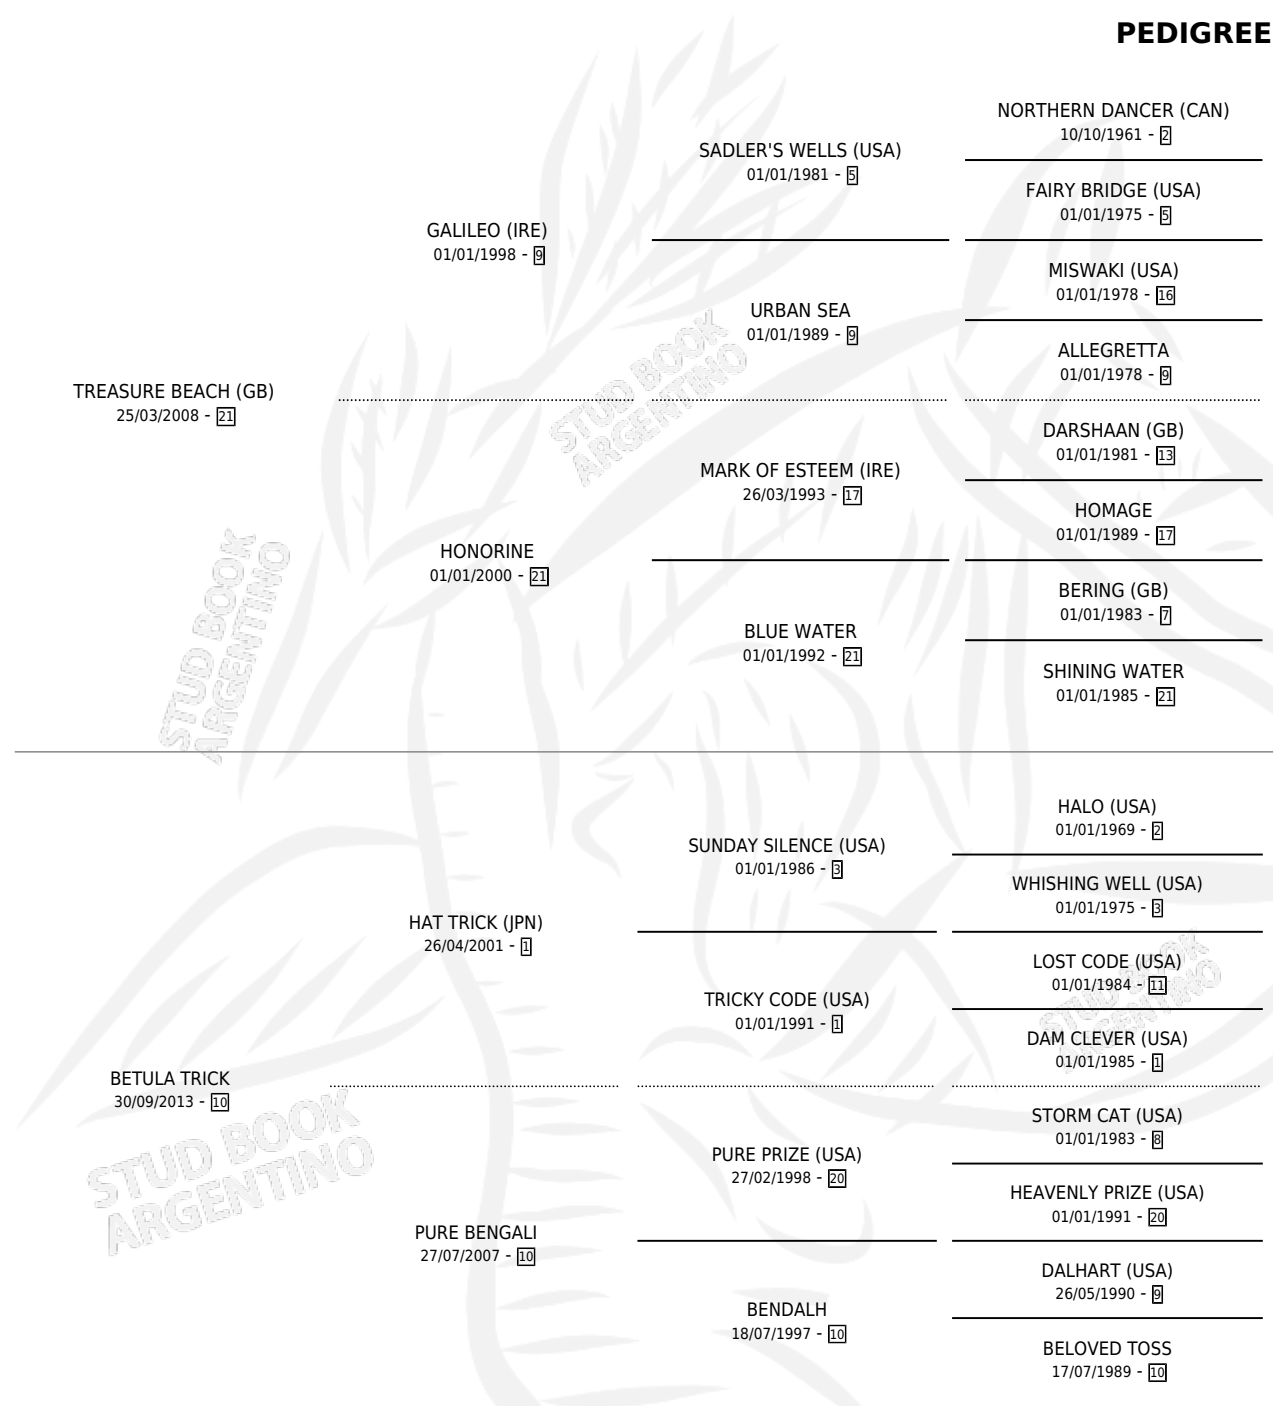 PEDIGREE
NORTHERN DANCER (CAN)
10/10/1961 - 2
SADLER'S WELLS (USA)
01/01/1981 - 5
FAIRY BRIDGE (USA)
01/01/1975 - 5
GALILEO (IRE)
01/01/1998 - 9
MISWAKI (USA)
01/01/1978 - 16
URBAN SEA
01/01/1989 - 9
ALLEGRETTA
01/01/1978 - 9
TREASURE BEACH (GB)
25/03/2008 - 21
DARSHAAN (GB)
01/01/1981 - 13
MARK OF ESTEEM (IRE)
26/03/1993 - 17
HOMAGE
01/01/1989 - 17
HONORINE
01/01/2000 - 21
BERING (GB)
01/01/1983 - 7
BLUE WATER
01/01/1992 - 21
SHINING WATER
01/01/1985 - 21
HALO (USA)
01/01/1969 - 2
SUNDAY SILENCE (USA)
01/01/1986 - 3
WHISHING WELL (USA)
01/01/1975 - 3
HAT TRICK (JPN)
26/04/2001 - 1
LOST CODE (USA)
01/01/1984 - 11
TRICKY CODE (USA)
01/01/1991 - 1
DAM CLEVER (USA)
01/01/1985 - 1
BETULA TRICK
30/09/2013 - 10
STORM CAT (USA)
01/01/1983 - 8
PURE PRIZE (USA)
27/02/1998 - 20
HEAVENLY PRIZE (USA)
01/01/1991 - 20
PURE BENGALI
27/07/2007 - 10
DALHART (USA)
26/05/1990 - 9
BENDALH
18/07/1997 - 10
BELOVED TOSS
17/07/1989 - 10
STUD BOOK
ARGENTINO
STUD BOOK
ARGENTINO
STUD BOOK
ARGENTINO
STUD BOOK
ARGENTINO